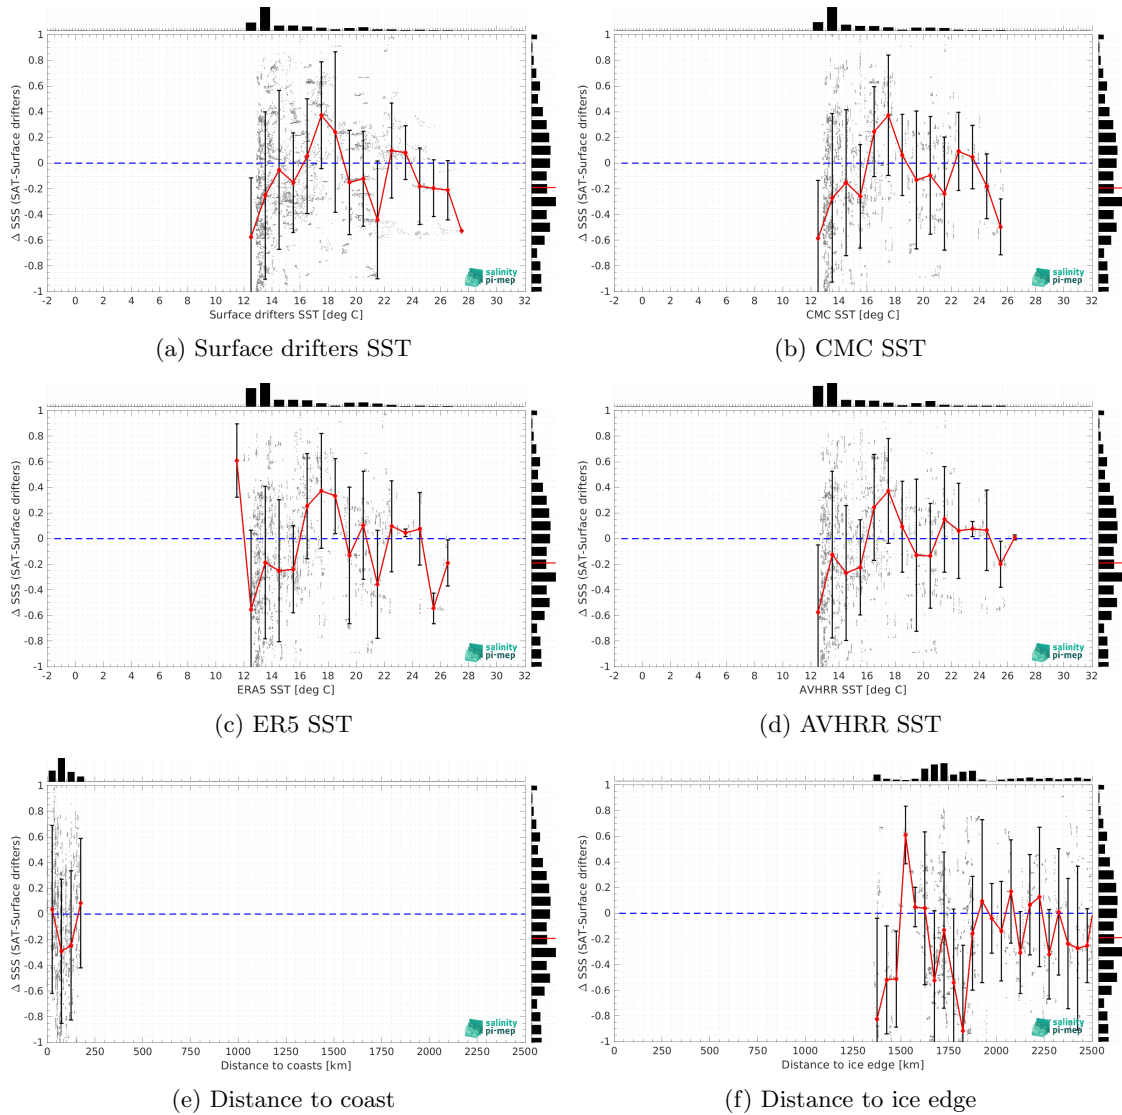 1
0.8
0.6
0.4
0.2
0
-0.2
-0.4
-0.6
-0.8
-1
Δ SSS (SAT-Surface drifters)
-2 0 2 4 6 8 10 12 14 16 18 20 22 24 26 28 30 32
Surface drifters SST [deg C]
salinity
pi-mep
(a) Surface drifters SST
1
0.8
0.6
0.4
0.2
0
-0.2
-0.4
-0.6
-0.8
-1
Δ SSS (SAT-Surface drifters)
-2 0 2 4 6 8 10 12 14 16 18 20 22 24 26 28 30 32
CMC SST [deg C]
salinity
pi-mep
(b) CMC SST
1
0.8
0.6
0.4
0.2
0
-0.2
-0.4
-0.6
-0.8
-1
Δ SSS (SAT-Surface drifters)
-2 0 2 4 6 8 10 12 14 16 18 20 22 24 26 28 30 32
ERA5 SST [deg C]
salinity
pi-mep
(c) ER5 SST
1
0.8
0.6
0.4
0.2
0
-0.2
-0.4
-0.6
-0.8
-1
Δ SSS (SAT-Surface drifters)
-2 0 2 4 6 8 10 12 14 16 18 20 22 24 26 28 30 32
AVHRR SST [deg C]
salinity
pi-mep
(d) AVHRR SST
1
0.8
0.6
0.4
0.2
0
-0.2
-0.4
-0.6
-0.8
-1
Δ SSS (SAT-Surface drifters)
0 250 500 750 1000 1250 1500 1750 2000 2250 2500
Distance to coasts [km]
salinity
pi-mep
(e) Distance to coast
1
0.8
0.6
0.4
0.2
0
-0.2
-0.4
-0.6
-0.8
-1
Δ SSS (SAT-Surface drifters)
0 250 500 750 1000 1250 1500 1750 2000 2250 2500
Distance to ice edge [km]
salinity
pi-mep
(f) Distance to ice edge